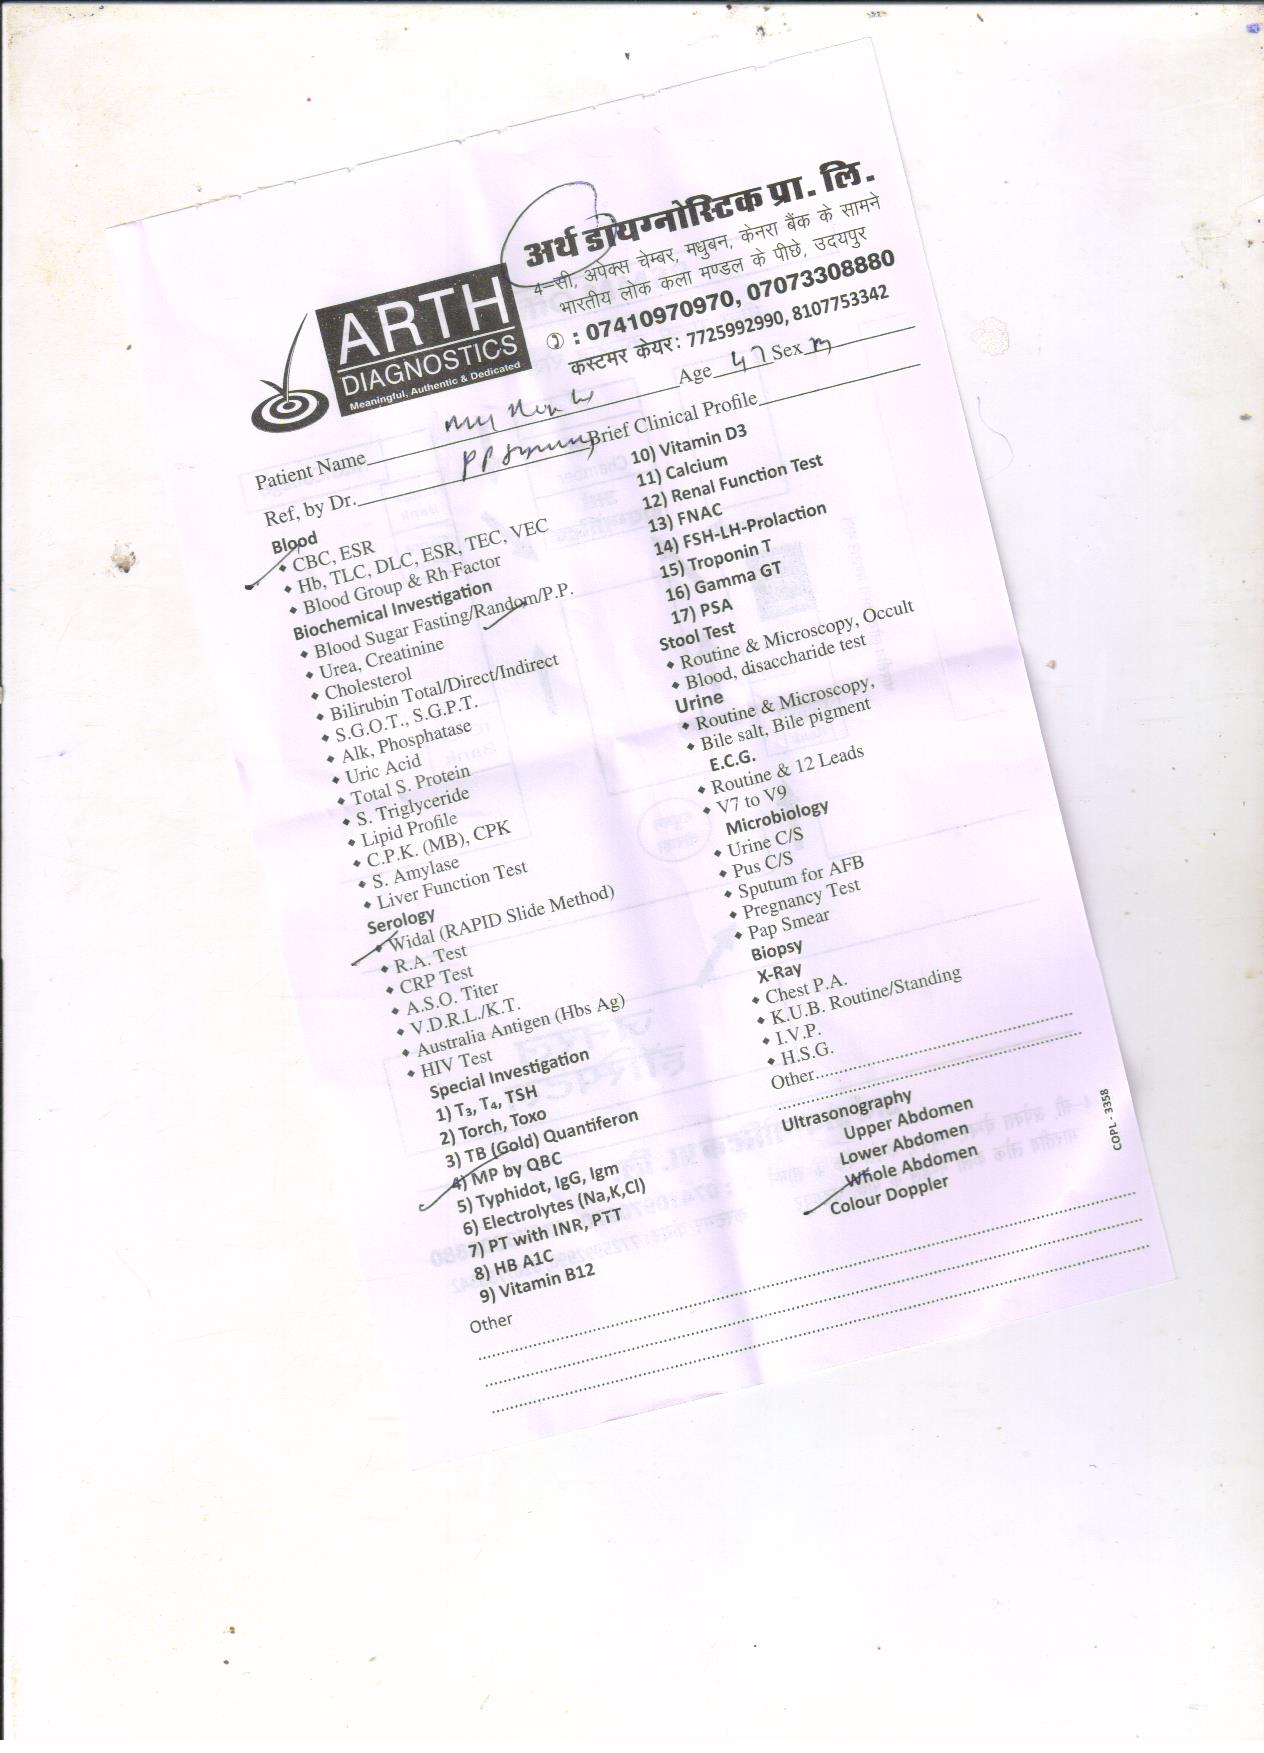 अर्थ डायग्नोस्टिक प्रा. लि.
4-सी, अपेक्स चेम्बर, मधुबन, केनरा बैंक के सामने
भारतीय लोक कला मण्डल के पीछे, उदयपुर
: 07410970970, 07073308880
कस्टमर केयर: 7725992990, 8107753342
ARTH
DIAGNOSTICS
Meaningful, Authentic & Dedicated
Patient Name Age 47 Sex m
Ref, by Dr. Brief Clinical Profile
Blood
CBC, ESR
Hb, TLC, DLC, ESR, TEC, VEC
Blood Group & Rh Factor
Biochemical Investigation
Blood Sugar Fasting/Random/P.P.
Urea, Creatinine
Cholesterol
Bilirubin Total/Direct/Indirect
S.G.O.T., S.G.P.T.
Alk, Phosphatase
Uric Acid
Total S. Protein
S. Triglyceride
Lipid Profile
C.P.K. (MB), CPK
S. Amylase
Liver Function Test
Serology
Widal (RAPID Slide Method)
R.A. Test
CRP Test
A.S.O. Titer
V.D.R.L./K.T.
Australia Antigen (Hbs Ag)
HIV Test
Special Investigation
1) T₃, T₄, TSH
2) Torch, Toxo
3) TB (Gold) Quantiferon
4) MP by QBC
5) Typhidot, IgG, Igm
6) Electrolytes (Na,K,Cl)
7) PT with INR, PTT
8) HB A1C
9) Vitamin B12
Other
10) Vitamin D3
11) Calcium
12) Renal Function Test
13) FNAC
14) FSH-LH-Prolaction
15) Troponin T
16) Gamma GT
17) PSA
Stool Test
Routine & Microscopy, Occult
Blood, disaccharide test
Urine
Routine & Microscopy,
Bile salt, Bile pigment
E.C.G.
Routine & 12 Leads
V7 to V9
Microbiology
Urine C/S
Pus C/S
Sputum for AFB
Pregnancy Test
Pap Smear
Biopsy
X-Ray
Chest P.A.
K.U.B. Routine/Standing
I.V.P.
H.S.G.
Other
Ultrasonography
Upper Abdomen
Lower Abdomen
Whole Abdomen
Colour Doppler
COPL - 3358